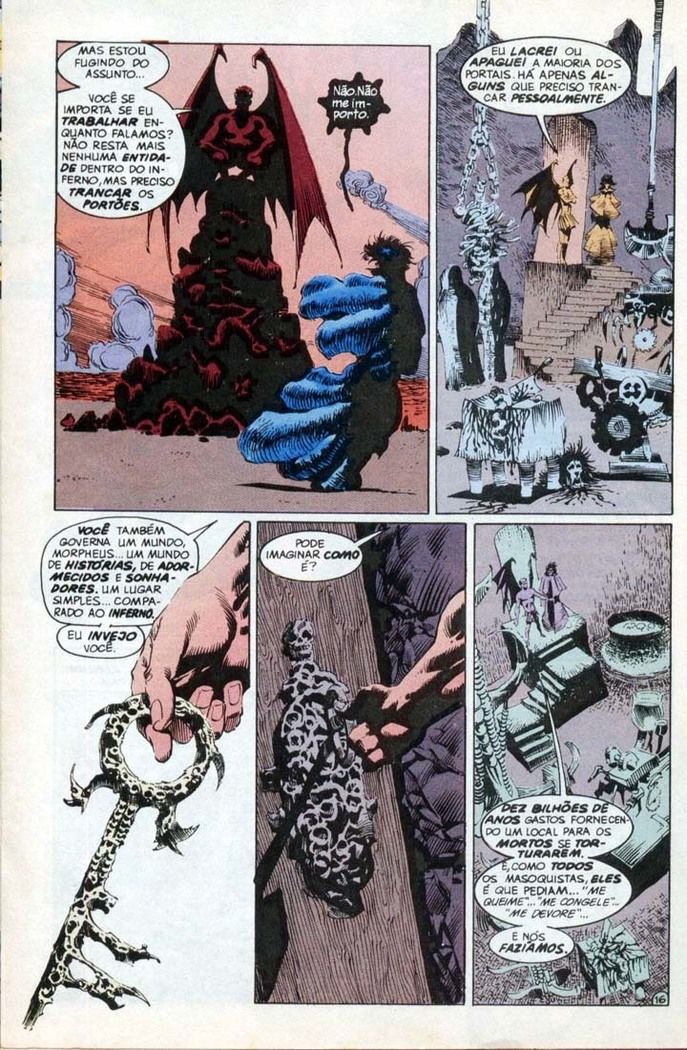 MAS ESTOU
FUGINDO DO
ASSUNTO...
VOCÊ SE
IMPORTA SE EU
TRABALHAR EN-
QUANTO FALAMOS?
NÃO RESTA MAIS
NENHUMA ENTIDA-
DE DENTRO DO IN-
FERNO, MAS PRECISO
TRANCAR OS
PORTÕES.
Não. Não
me im-
porto.
EU LACREI OU
APAGUEI A MAIORIA DOS
PORTAIS. HÁ APENAS AL-
GUNS QUE PRECISO TRAN-
CAR PESSOALMENTE.
VOCÊ TAMBÉM
GOVERNA UM MUNDO,
MORPHEUS... UM MUNDO
DE HISTÓRIAS, DE ADOR-
MECIDOS E SONHA-
DORES. UM LUGAR
SIMPLES... COMPA-
RADO AO INFERNO.
EU INVEJO
VOCÊ.
PODE
IMAGINAR COMO
É?
DEZ BILHÕES DE
ANOS GASTOS FORNECEN-
DO UM LOCAL PARA OS
MORTOS SE TOR-
TURAREM.
E, COMO TODOS
OS MASOQUISTAS, ELES
É QUE PEDIAM... "ME
QUEIME"... "ME CONGELE"...
"ME DEVORE"...
E NÓS
FAZÍAMOS.
16